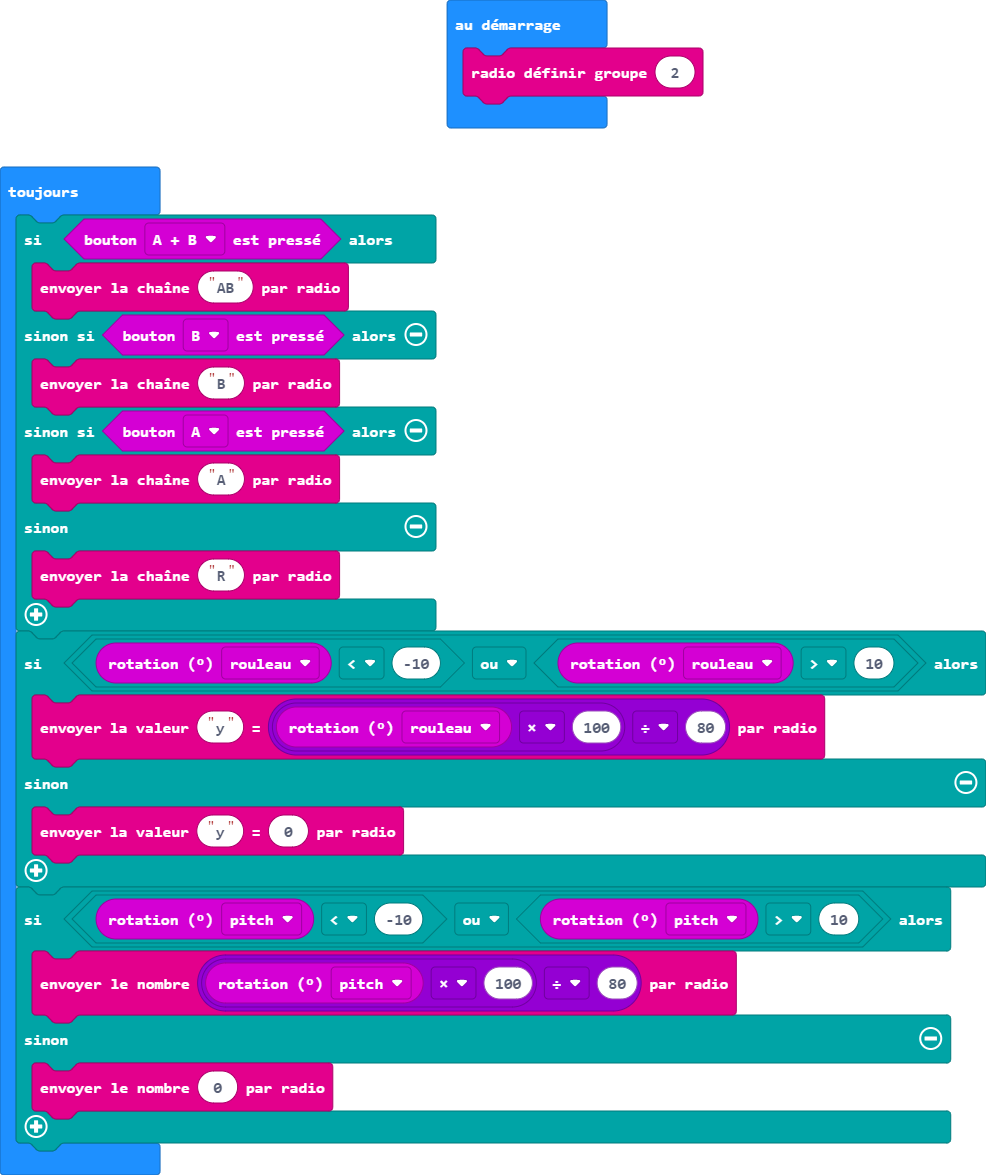 au démarrage
radio définir groupe 2
toujours
si bouton A + B est pressé alors
envoyer la chaîne "AB" par radio
sinon si bouton B est pressé alors
envoyer la chaîne "B" par radio
sinon si bouton A est pressé alors
envoyer la chaîne "A" par radio
sinon
envoyer la chaîne "R" par radio
si rotation (º) rouleau < -10 ou rotation (º) rouleau > 10 alors
envoyer la valeur "y" = rotation (º) rouleau × 100 ÷ 80 par radio
sinon
envoyer la valeur "y" = 0 par radio
si rotation (º) pitch < -10 ou rotation (º) pitch > 10 alors
envoyer le nombre rotation (º) pitch × 100 ÷ 80 par radio
sinon
envoyer le nombre 0 par radio